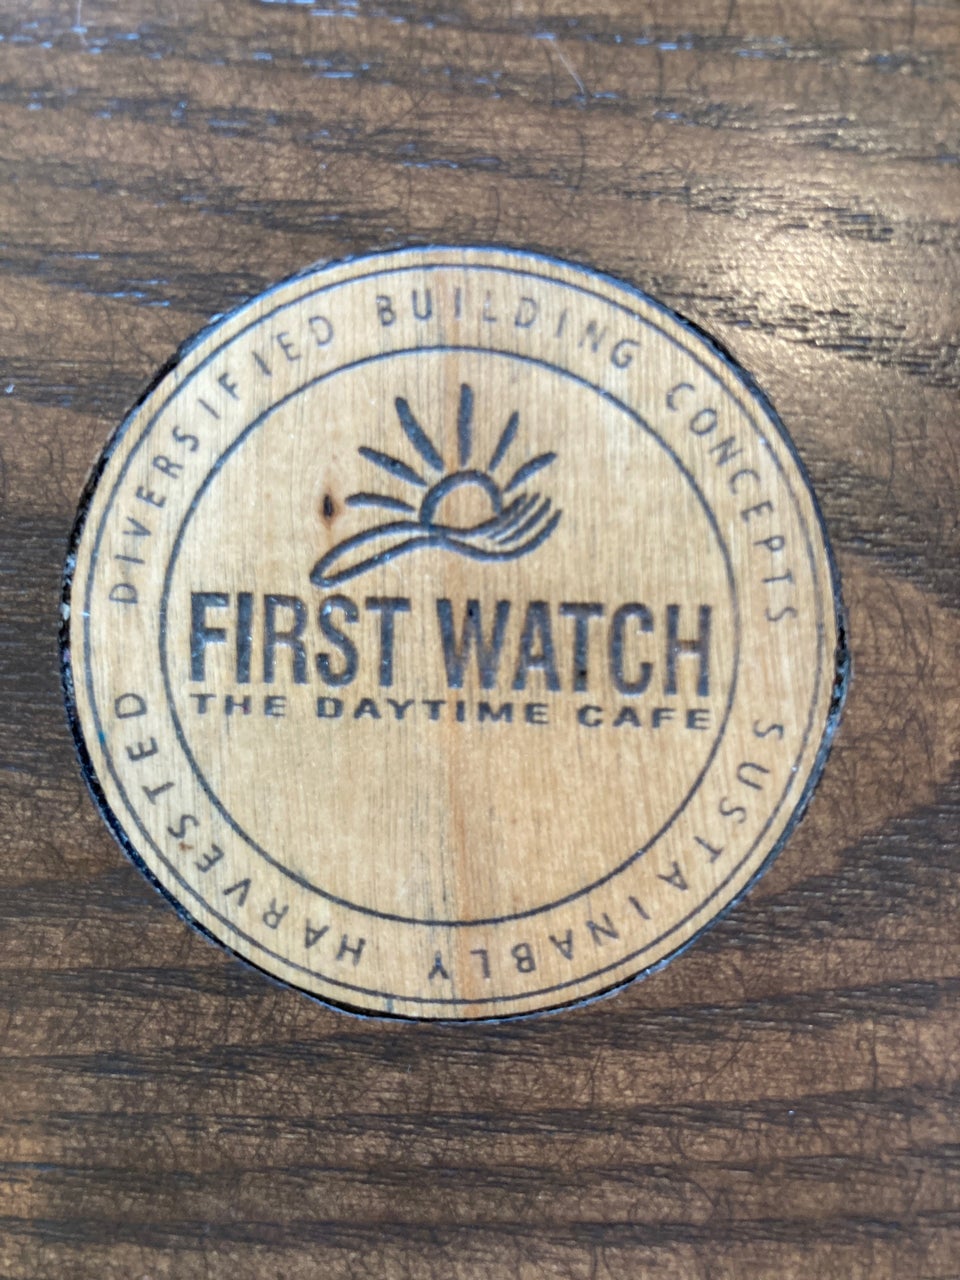 DIVERSIFIED BUILDING CONCEPTS
FIRST WATCH
THE DAYTIME CAFE
SUSTAINABLY HARVESTED